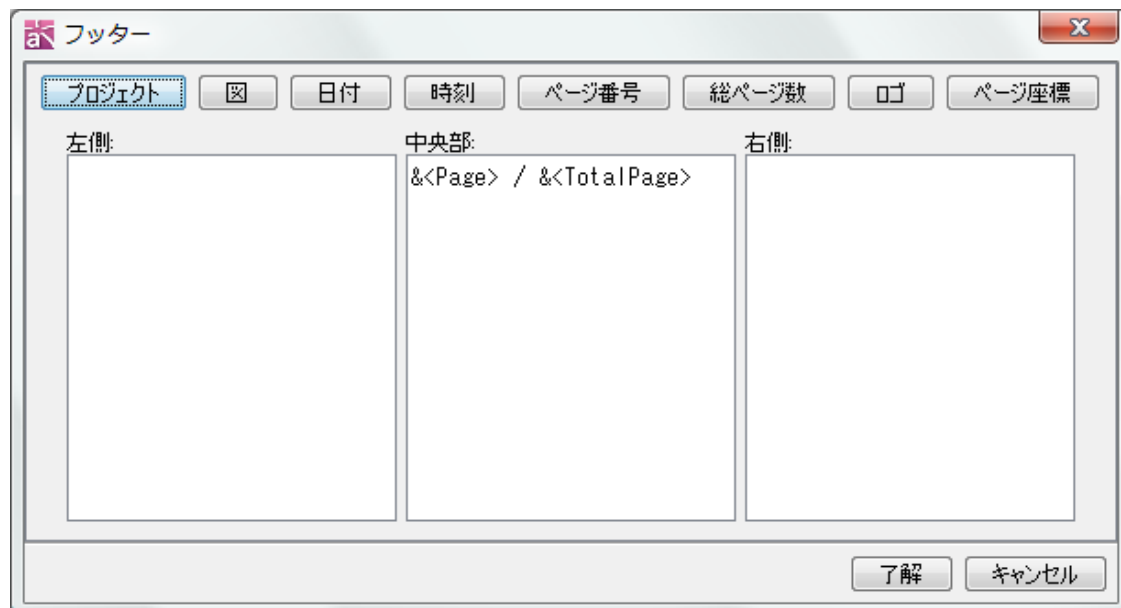 フッター
プロジェクト 図 日付 時刻 ページ番号 総ページ数 ロゴ ページ座標
左側: 中央部: 右側:
&<Page> / &<TotalPage>
了解 キャンセル